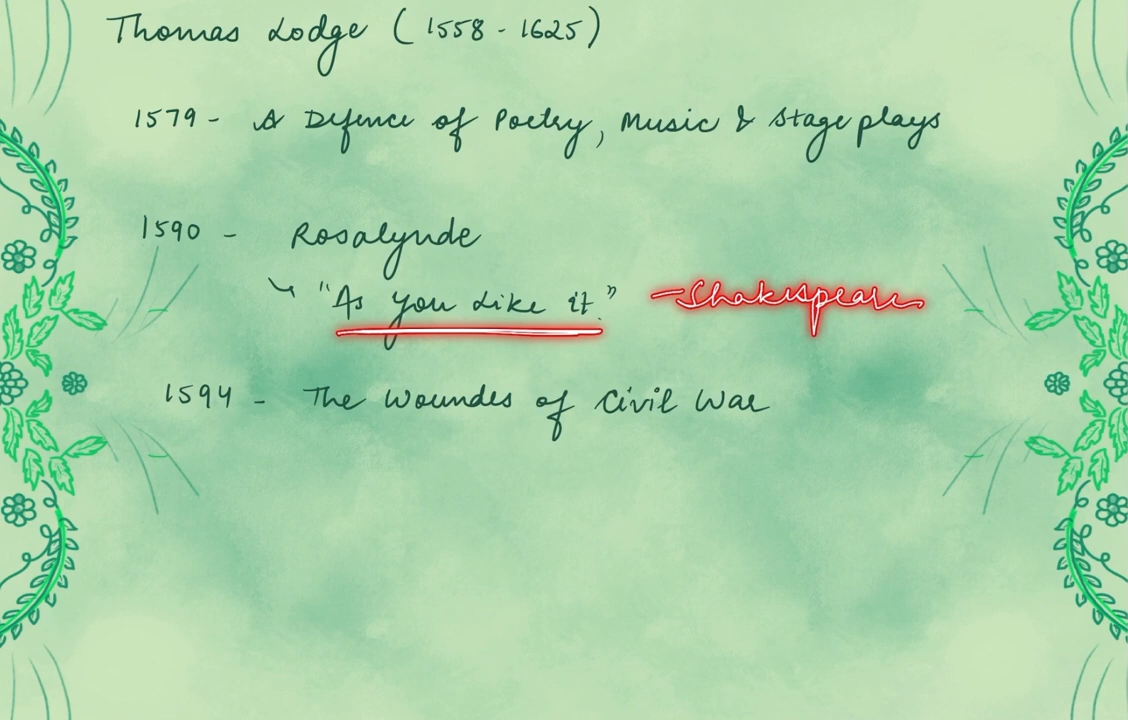 Thomas Lodge (1558 - 1625)
1579 - A Defence of Poetry, Music & Stage plays
1590 - Rosalynde
↳ "As you Like it." - Shakespeare
1594 - The Woundes of Civil War